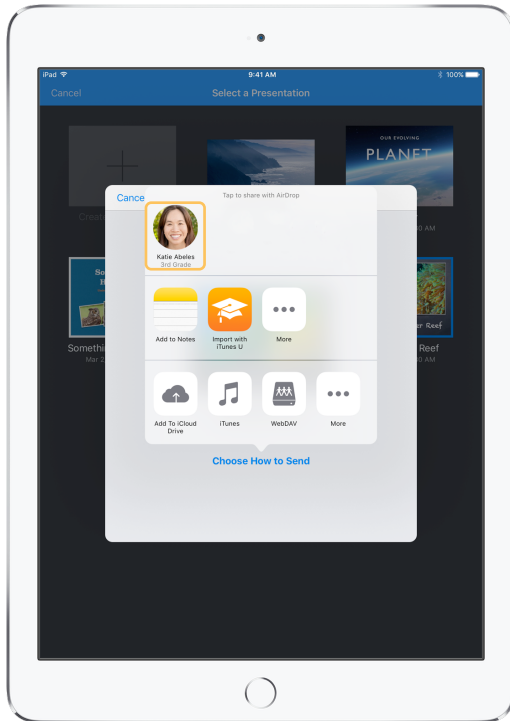 iPad
9:41 AM
100%
Cancel
Select a Presentation
OUR EVOLVING
PLANET
Cance
Tap to share with AirDrop
Katie Abeles
3rd Grade
Add to Notes
Import with
iTunes U
More
Add To iCloud
Drive
iTunes
WebDAV
More
Choose How to Send
er Reef
Reef
Somethi